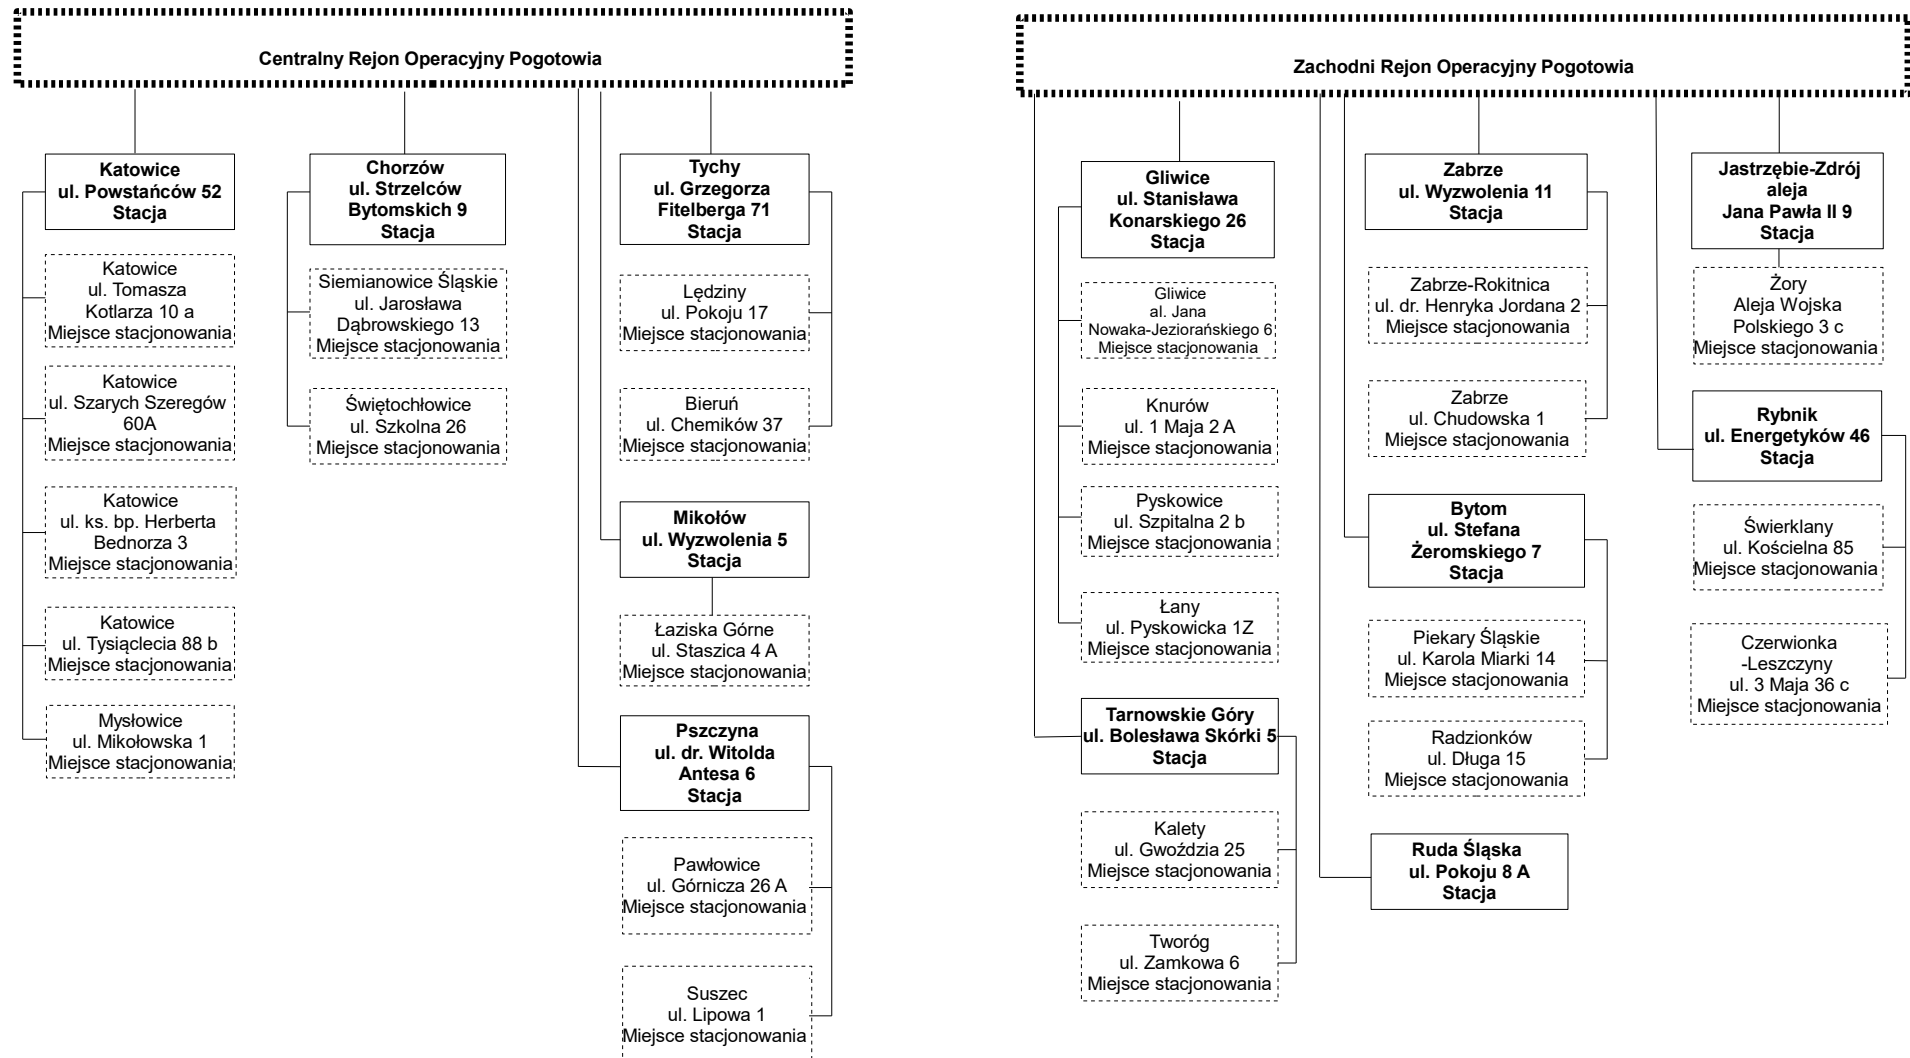 Centralny Rejon Operacyjny Pogotowia
Katowice
ul. Powstańców 52
Stacja
Katowice
ul. Tomasza
Kotlarza 10 a
Miejsce stacjonowania
Katowice
ul. Szarych Szeregów
60A
Miejsce stacjonowania
Katowice
ul. ks. bp. Herberta
Bednorza 3
Miejsce stacjonowania
Katowice
ul. Tysiąclecia 88 b
Miejsce stacjonowania
Mysłowice
ul. Mikołowska 1
Miejsce stacjonowania
Chorzów
ul. Strzelców
Bytomskich 9
Stacja
Siemianowice Śląskie
ul. Jarosława
Dąbrowskiego 13
Miejsce stacjonowania
Świętochłowice
ul. Szkolna 26
Miejsce stacjonowania
Tychy
ul. Grzegorza
Fitelberga 71
Stacja
Lędziny
ul. Pokoju 17
Miejsce stacjonowania
Bieruń
ul. Chemików 37
Miejsce stacjonowania
Mikołów
ul. Wyzwolenia 5
Stacja
Łaziska Górne
ul. Staszica 4 A
Miejsce stacjonowania
Pszczyna
ul. dr. Witolda
Antesa 6
Stacja
Pawłowice
ul. Górnicza 26 A
Miejsce stacjonowania
Suszec
ul. Lipowa 1
Miejsce stacjonowania
Zachodni Rejon Operacyjny Pogotowia
Gliwice
ul. Stanisława
Konarskiego 26
Stacja
Gliwice
al. Jana
Nowaka-Jeziorańskiego 6
Miejsce stacjonowania
Knurów
ul. 1 Maja 2 A
Miejsce stacjonowania
Pyskowice
ul. Szpitalna 2 b
Miejsce stacjonowania
Łany
ul. Pyskowicka 1Z
Miejsce stacjonowania
Tarnowskie Góry
ul. Bolesława Skórki 5
Stacja
Kalety
ul. Gwoździa 25
Miejsce stacjonowania
Tworóg
ul. Zamkowa 6
Miejsce stacjonowania
Zabrze
ul. Wyzwolenia 11
Stacja
Zabrze-Rokitnica
ul. dr. Henryka Jordana 2
Miejsce stacjonowania
Zabrze
ul. Chudowska 1
Miejsce stacjonowania
Bytom
ul. Stefana
Żeromskiego 7
Stacja
Piekary Śląskie
ul. Karola Miarki 14
Miejsce stacjonowania
Radzionków
ul. Długa 15
Miejsce stacjonowania
Ruda Śląska
ul. Pokoju 8 A
Stacja
Jastrzębie-Zdrój
aleja
Jana Pawła II 9
Stacja
Żory
Aleja Wojska
Polskiego 3 c
Miejsce stacjonowania
Rybnik
ul. Energetyków 46
Stacja
Świerklany
ul. Kościelna 85
Miejsce stacjonowania
Czerwionka
-Leszczyny
ul. 3 Maja 36 c
Miejsce stacjonowania